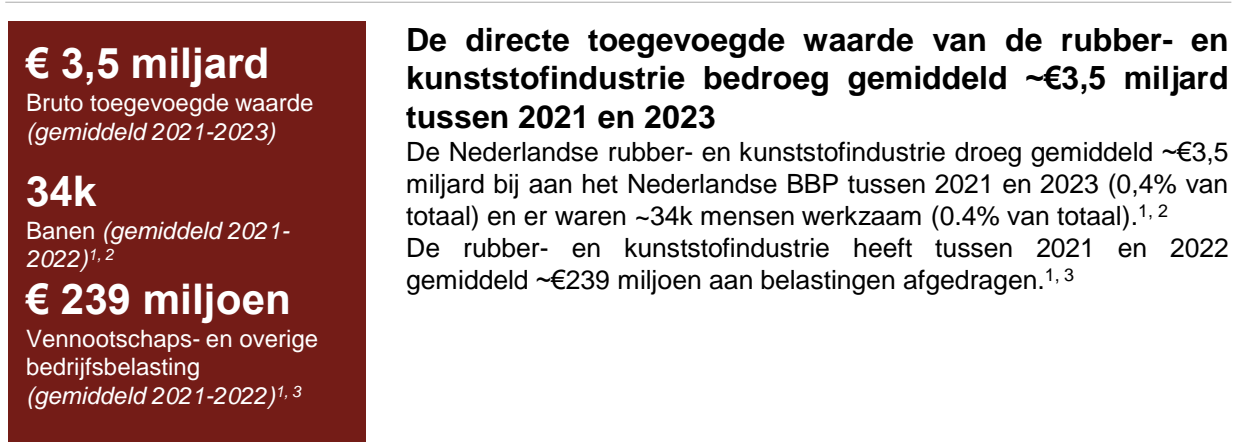 € 3,5 miljard
Bruto toegevoegde waarde
(gemiddeld 2021-2023)
34k
Banen (gemiddeld 2021-
2022)1, 2
€ 239 miljoen
Vennootschaps- en overige
bedrijfsbelasting
(gemiddeld 2021-2022)1, 3
De directe toegevoegde waarde van de rubber- en
kunststofindustrie bedroeg gemiddeld ~€3,5 miljard
tussen 2021 en 2023
De Nederlandse rubber- en kunststofindustrie droeg gemiddeld ~€3,5
miljard bij aan het Nederlandse BBP tussen 2021 en 2023 (0,4% van
totaal) en er waren ~34k mensen werkzaam (0.4% van totaal).1, 2
De rubber- en kunststofindustrie heeft tussen 2021 en 2022
gemiddeld ~€239 miljoen aan belastingen afgedragen.1, 3